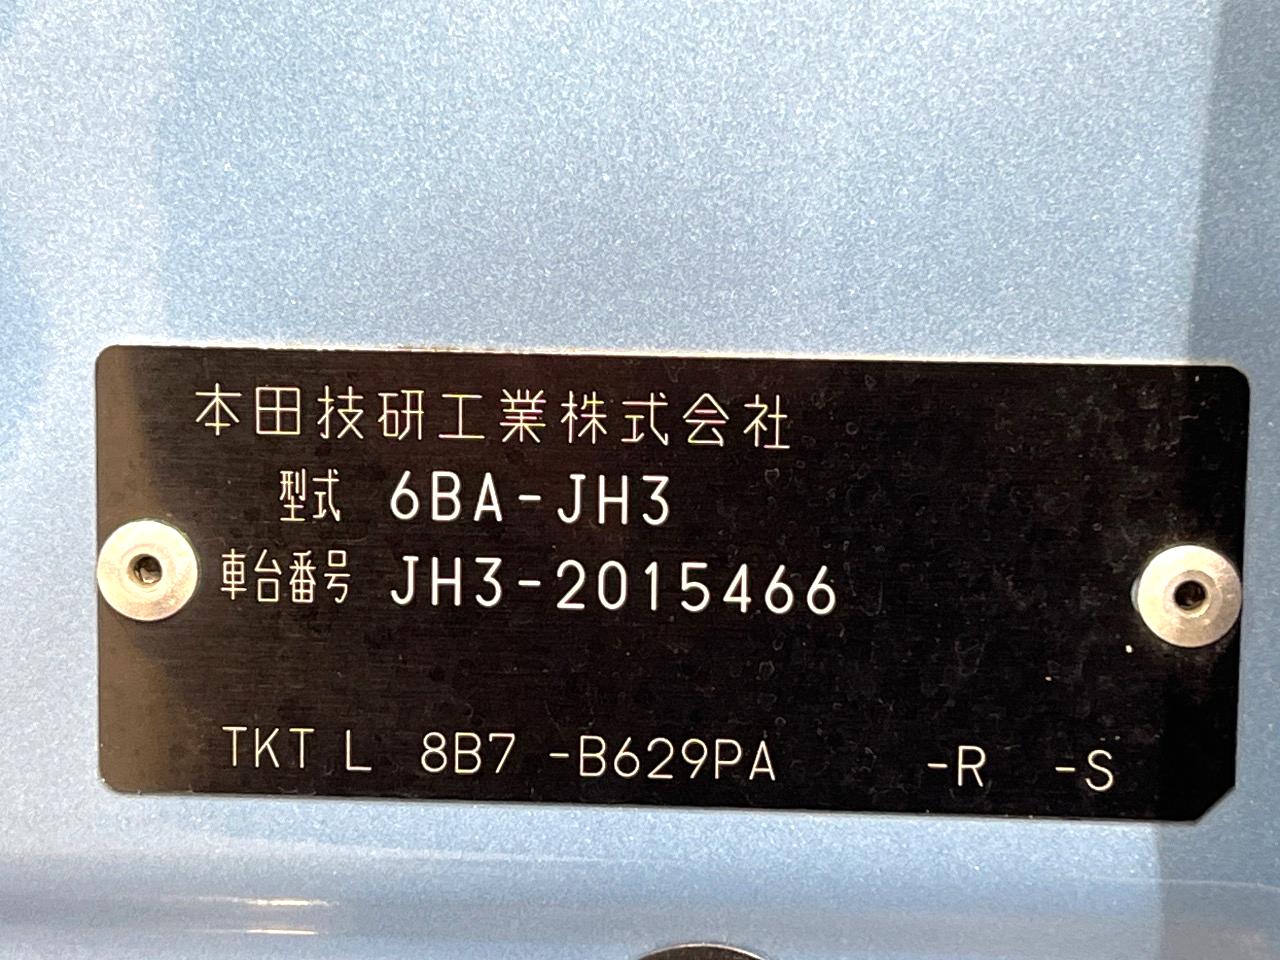 本田技研工業株式会社
型式 6BA-JH3
車台番号 JH3-2015466
TKT L 8B7 -B629PA -R -S